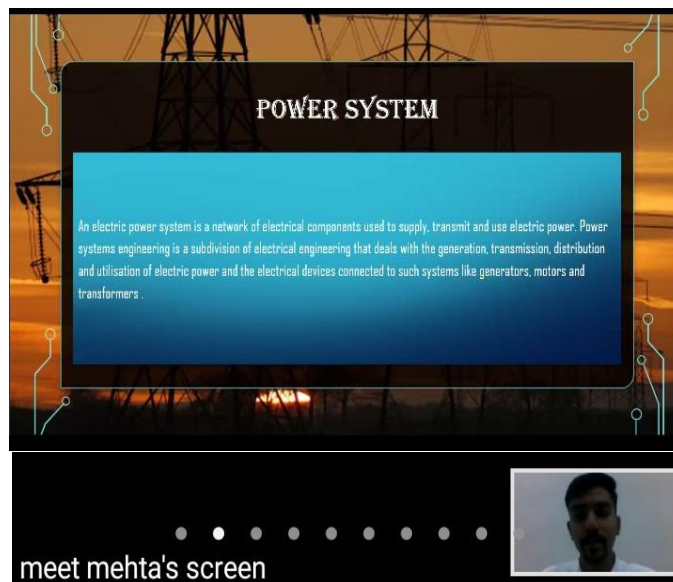 POWER SYSTEM
An electric power system is a network of electrical components used to supply, transmit and use electric power. Power
systems engineering is a subdivision of electrical engineering that deals with the generation, transmission, distribution
and utilisation of electric power and the electrical devices connected to such systems like generators, motors and
transformers .
meet mehta's screen